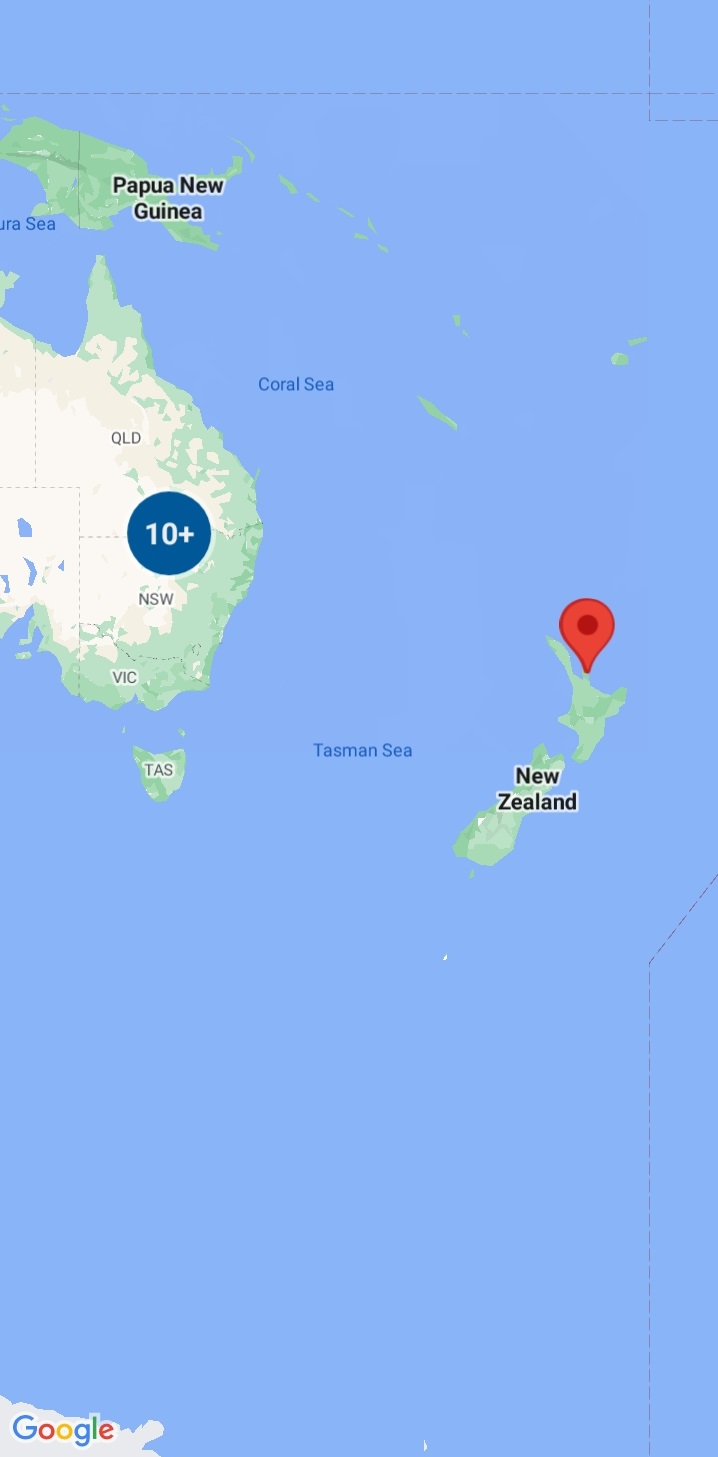 Papua New
Guinea
ura Sea
Coral Sea
QLD
10+
NSW
VIC
Tasman Sea
TAS
New
Zealand
Google